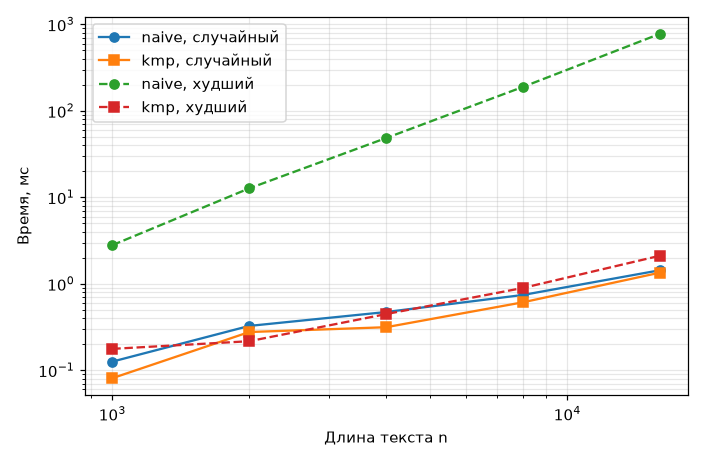 10³
10²
10¹
10⁰
10⁻¹
Время, мс
naive, случайный
kmp, случайный
naive, худший
kmp, худший
10³
10⁴
Длина текста n